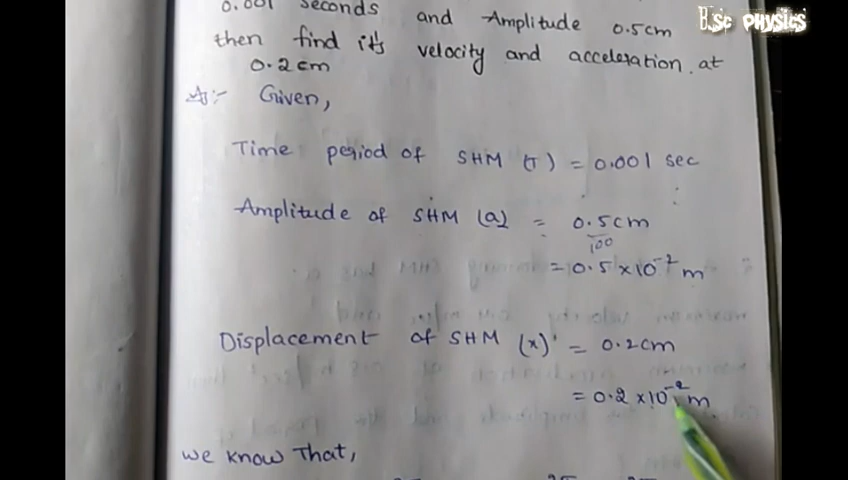 0.001 seconds and Amplitude 0.5cm
B.Sc PHYSICS
then find it's velocity and acceleration at
0.2cm
A:- Given,
Time period of SHM (T) = 0.001 sec
Amplitude of SHM (a) = 0.5cm
100
= 0.5 × 10⁻² m
Displacement of SHM (x) = 0.2cm
= 0.2 × 10⁻² m
we know That,